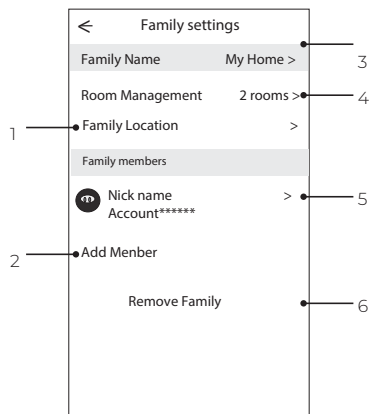 ← Family settings
Family Name My Home >
3
Room Management 2 rooms >
4
1
Family Location >
Family members
Nick name >
5
Account******
2
Add Menber
Remove Family
6